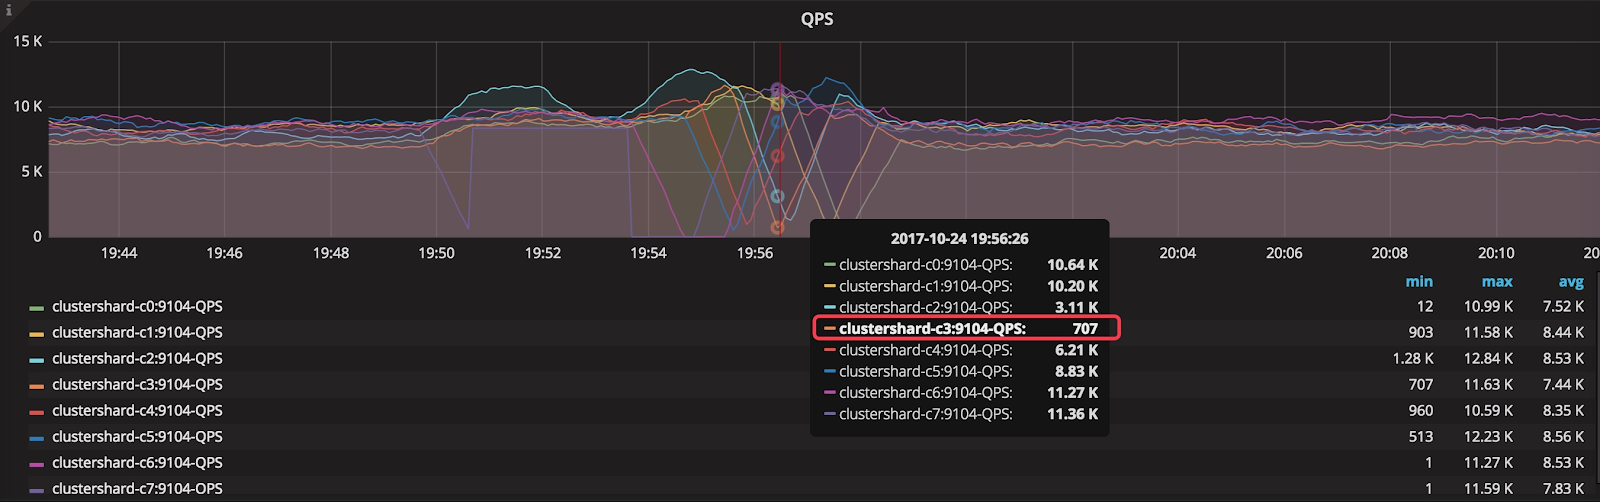 i
QPS
15 K
10 K
5 K
0
19:44 19:46 19:48 19:50 19:52 19:54 19:56 20:04 20:06 20:08 20:10 20
2017-10-24 19:56:26
clustershard-c0:9104-QPS: 10.64 K
clustershard-c1:9104-QPS: 10.20 K
clustershard-c2:9104-QPS: 3.11 K
clustershard-c3:9104-QPS: 707
clustershard-c4:9104-QPS: 6.21 K
clustershard-c5:9104-QPS: 8.83 K
clustershard-c6:9104-QPS: 11.27 K
clustershard-c7:9104-QPS: 11.36 K
min max avg
clustershard-c0:9104-QPS 12 10.99 K 7.52 K
clustershard-c1:9104-QPS 903 11.58 K 8.44 K
clustershard-c2:9104-QPS 1.28 K 12.84 K 8.53 K
clustershard-c3:9104-QPS 707 11.63 K 7.44 K
clustershard-c4:9104-QPS 960 10.59 K 8.35 K
clustershard-c5:9104-QPS 513 12.23 K 8.56 K
clustershard-c6:9104-QPS 1 11.27 K 8.53 K
clustershard-c7:9104-QPS 1 11.59 K 7.83 K